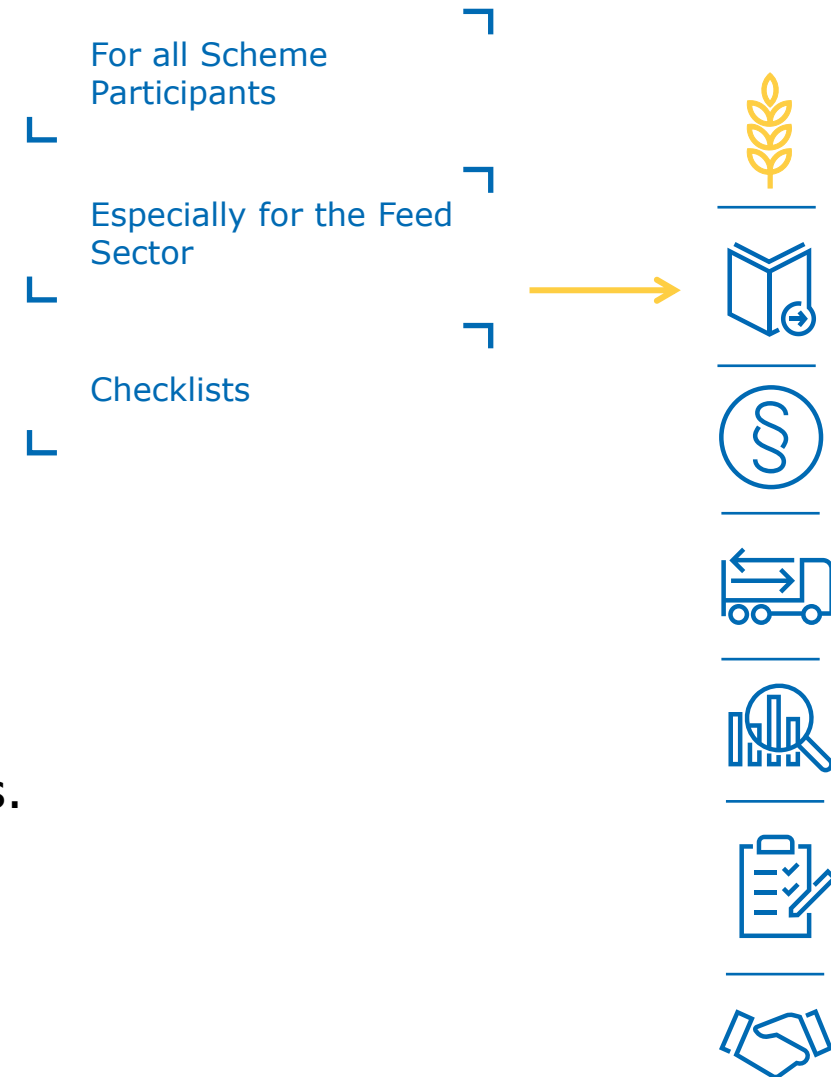 For all Scheme
Participants
Especially for the Feed
Sector
Checklists
s.